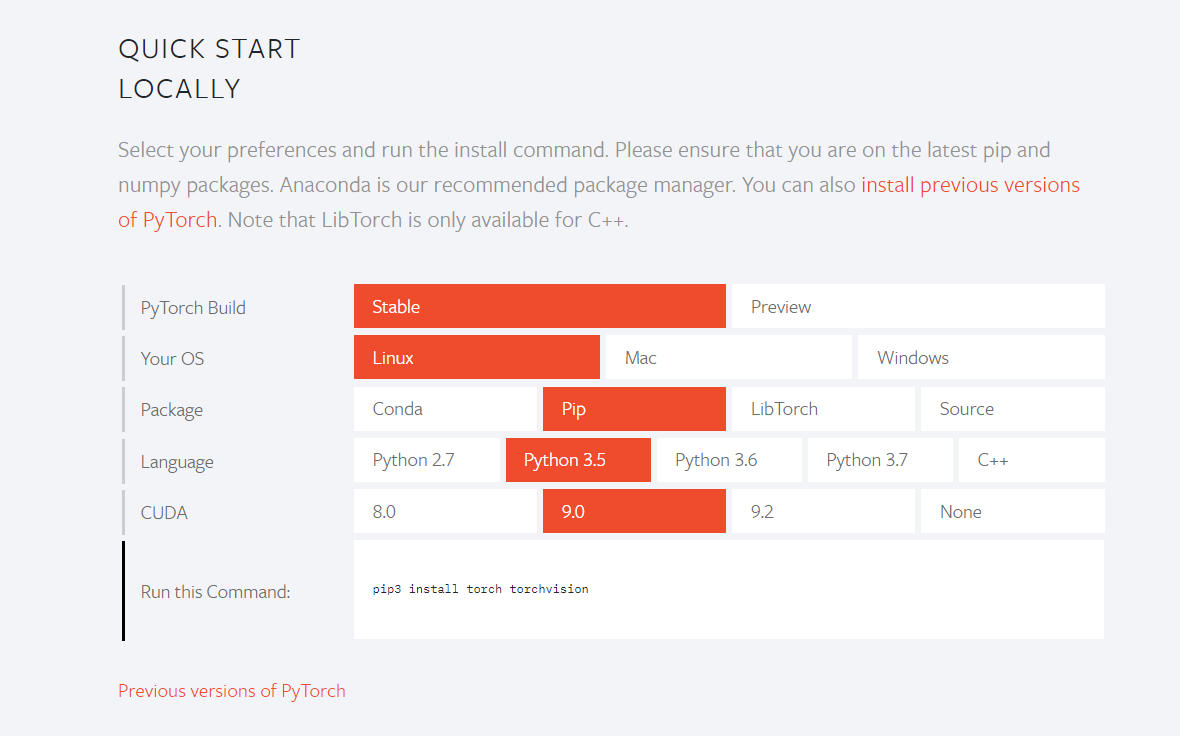 QUICK START
LOCALLY
Select your preferences and run the install command. Please ensure that you are on the latest pip and
numpy packages. Anaconda is our recommended package manager. You can also install previous versions
of PyTorch. Note that LibTorch is only available for C++.
PyTorch Build Stable Preview
Your OS Linux Mac Windows
Package Conda Pip LibTorch Source
Language Python 2.7 Python 3.5 Python 3.6 Python 3.7 C++
CUDA 8.0 9.0 9.2 None
Run this Command: pip3 install torch torchvision
Previous versions of PyTorch